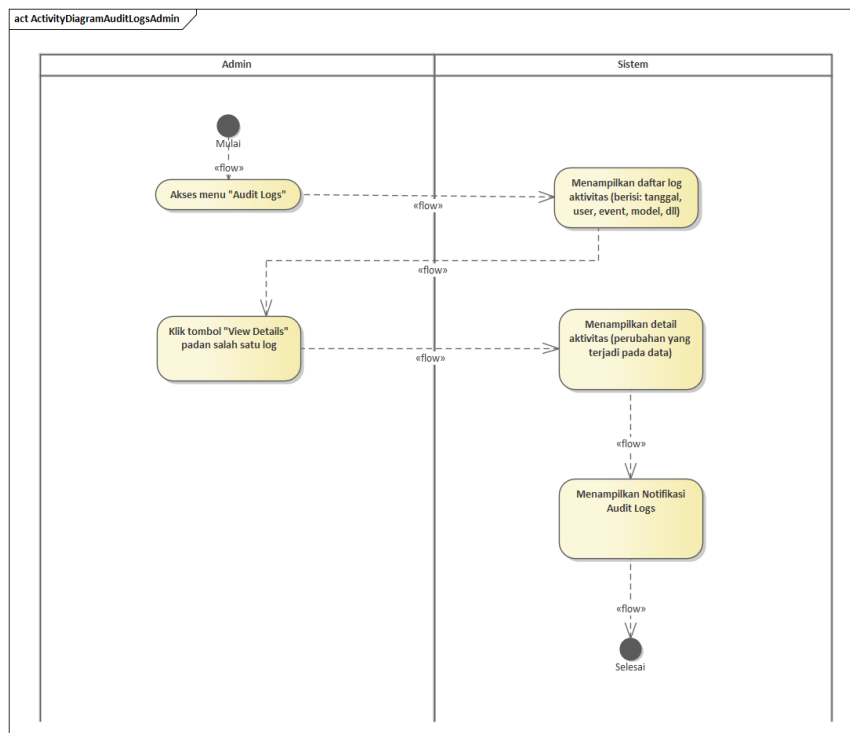 act ActivityDiagramAuditLogsAdmin
Admin
Sistem
Mulai
«flow»
Akses menu "Audit Logs"
«flow»
Menampilkan daftar log
aktivitas (berisi: tanggal,
user, event, model, dll)
«flow»
Klik tombol "View Details"
padan salah satu log
«flow»
Menampilkan detail
aktivitas (perubahan yang
terjadi pada data)
«flow»
Menampilkan Notifikasi
Audit Logs
«flow»
Selesai